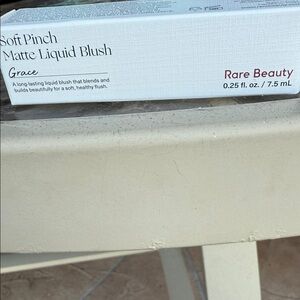 Soft Pinch
Matte Liquid Blush
Grace
A long-lasting liquid blush that blends and
builds beautifully for a soft, healthy flush.
Rare Beauty
0.25 fl. oz. / 7.5 mL